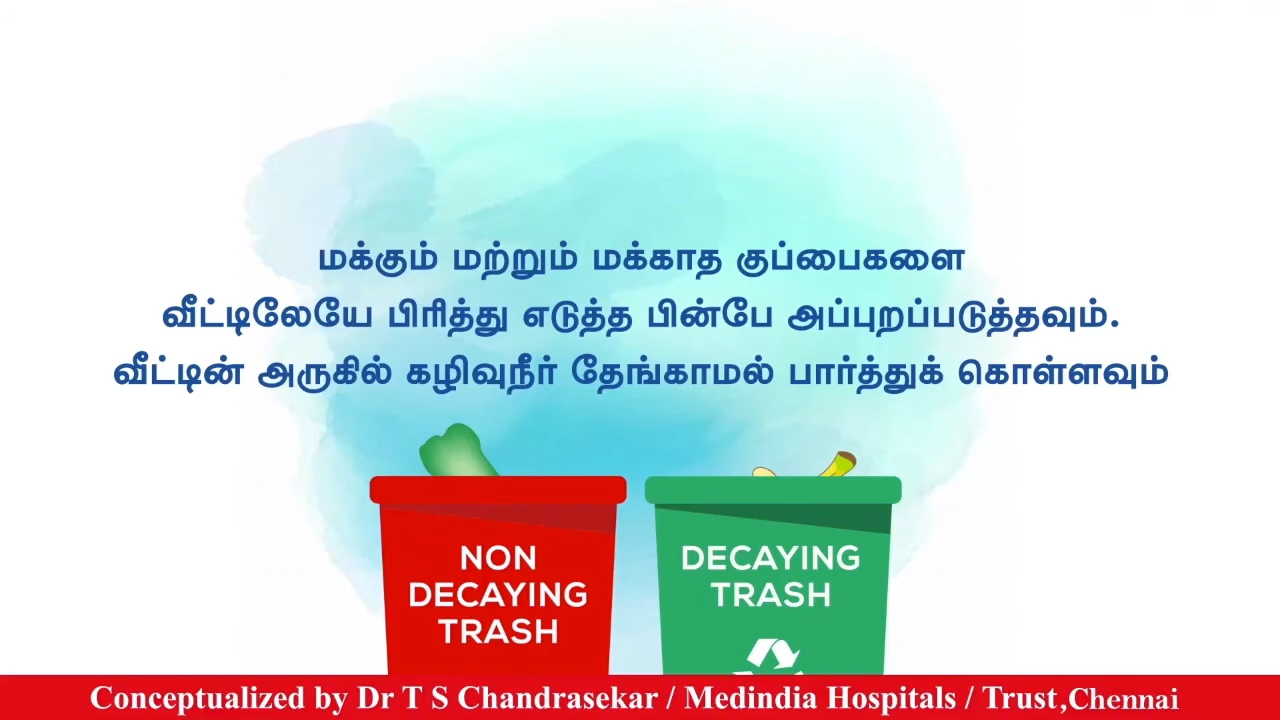 மக்கும் மற்றும் மக்காத குப்பைகளை
வீட்டிலேயே பிரித்து எடுத்த பின்பே அப்புறப்படுத்தவும்.
வீட்டின் அருகில் கழிவுநீர் தேங்காமல் பார்த்துக் கொள்ளவும்
NON
DECAYING
TRASH
DECAYING
TRASH
Conceptualized by Dr T S Chandrasekar / Medindia Hospitals / Trust,Chennai